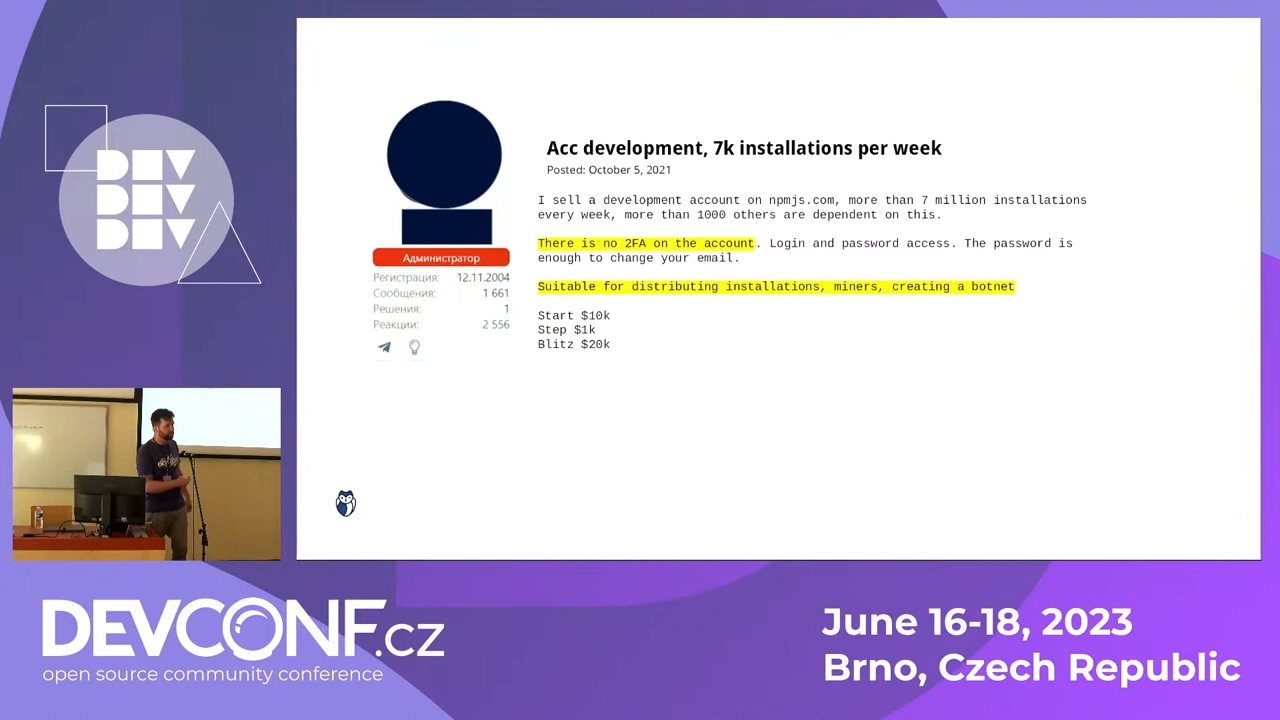 DEV
DEV
DEV
Acc development, 7k installations per week
Posted: October 5, 2021
I sell a development account on npmjs.com, more than 7 million installations
every week, more than 1000 others are dependent on this.
There is no 2FA on the account. Login and password access. The password is
enough to change your email.
Suitable for distributing installations, miners, creating a botnet
Start $10k
Step $1k
Blitz $20k
Администратор
Регистрация: 12.11.2004
Сообщения: 1 661
Решения: 1
Реакции: 2 556
DEVCONF.cz
open source community conference
June 16-18, 2023
Brno, Czech Republic